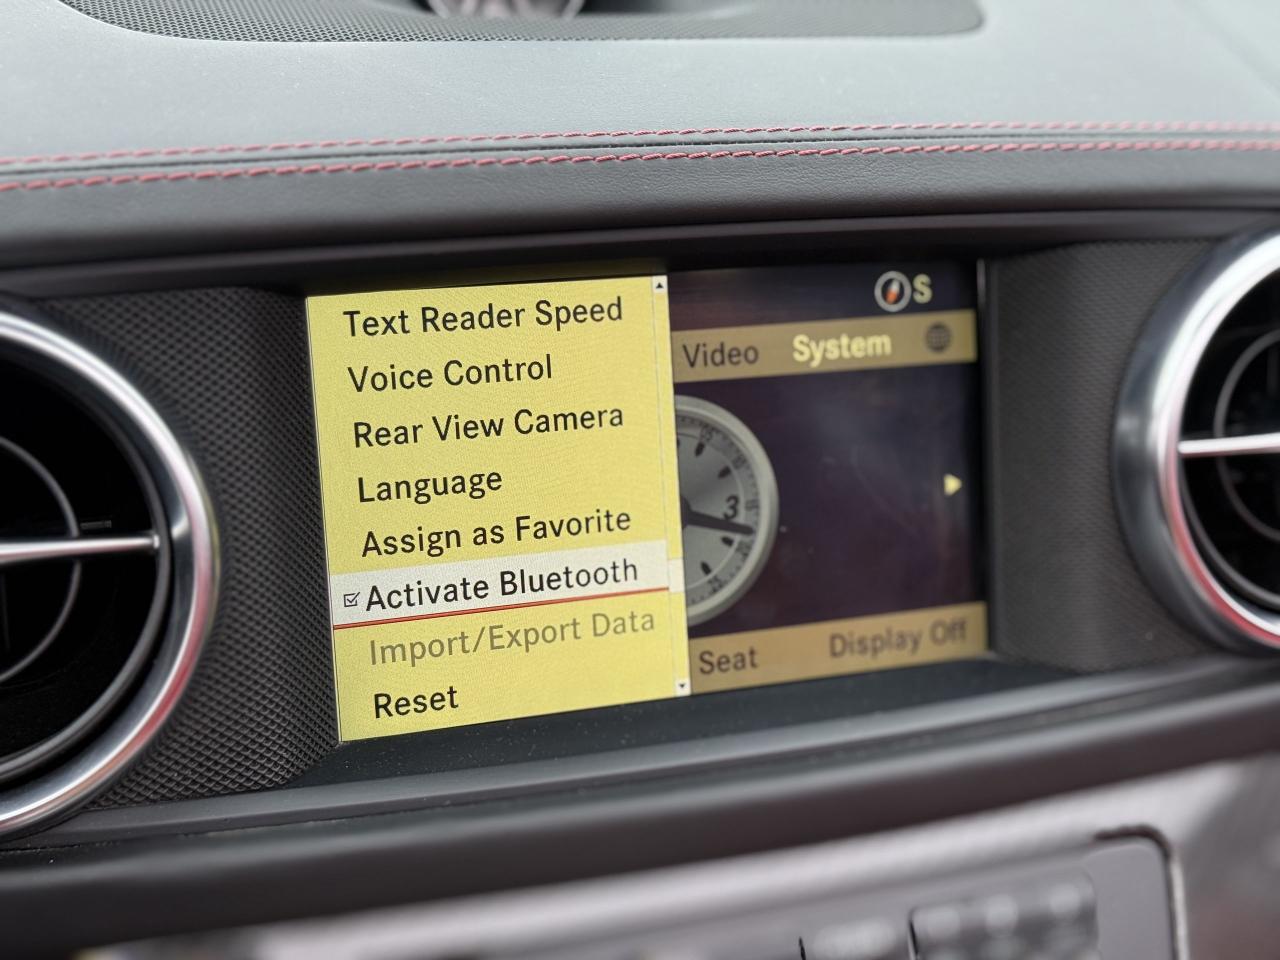 Text Reader Speed
Voice Control
Rear View Camera
Language
Assign as Favorite
Activate Bluetooth
Import/Export Data
Reset
S
Video System
3
Seat Display Off